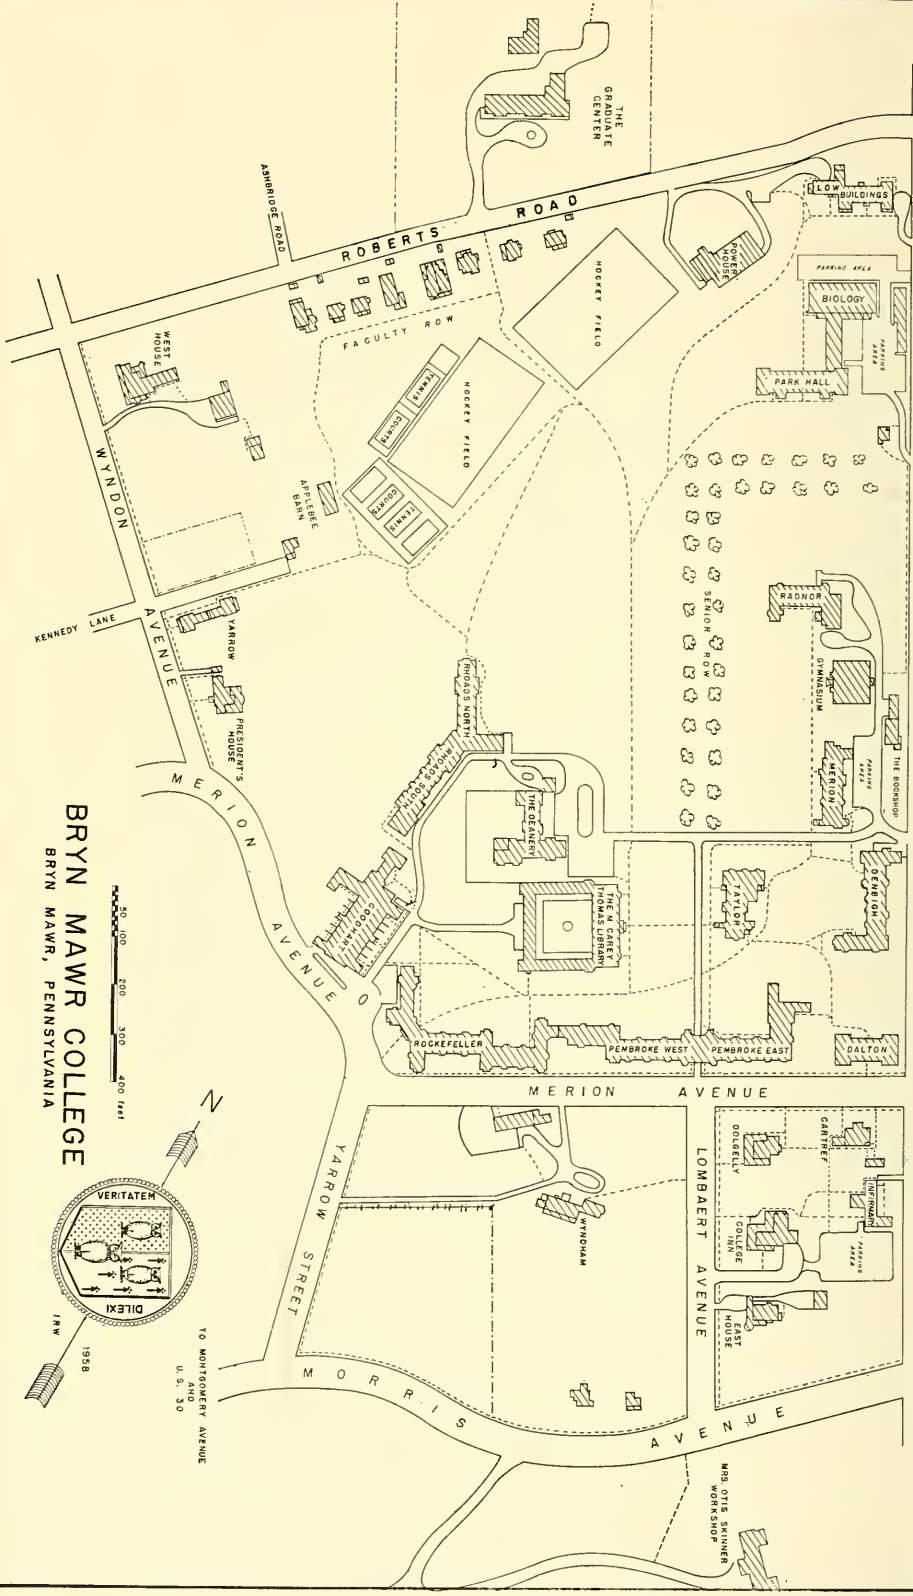 BRYN MAWR COLLEGE
BRYN MAWR, PENNSYLVANIA
50 100 200 300 400 feet
N
VERITATEM
DILEXI
IRW 1958
TO MONTGOMERY AVENUE
AND
U. S. 30
THE
GRADUATE
CENTER
ASHBRIDGE ROAD
ROBERTS ROAD
LOW BUILDINGS
POWER
HOUSE
PARKING AREA
BIOLOGY
PARKING
AREA
PARK HALL
HOCKEY FIELD
FACULTY ROW
TENNIS
COURTS
HOCKEY FIELD
COURTS
TENNIS
WEST
HOUSE
APPLEBEE
BARN
WYNDON AVENUE
KENNEDY LANE
YARROW
PRESIDENT'S
HOUSE
SENIOR ROW
RADNOR
GYMNASIUM
THE BOOKSHOP
PARKING
AREA
MERION
RHOADS NORTH
RHOADS SOUTH
THE DEANERY
GOODHART
THE M. CAREY
THOMAS LIBRARY
TAYLOR
DENBIGH
MERION AVENUE
ROCKEFELLER
PEMBROKE WEST
PEMBROKE EAST
DALTON
MERION AVENUE
YARROW STREET
WYNDHAM
LOMBAERT AVENUE
DOLGELLY
CARTREF
INFIRMARY
COLLEGE
INN
PARKING
AREA
EAST
HOUSE
MORRIS AVENUE
MRS. OTIS SKINNER
WORKSHOP